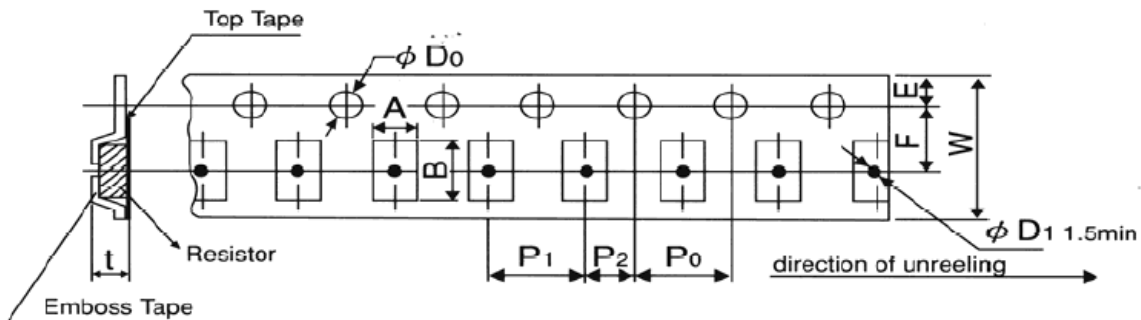 Top Tape
ϕ D₀
A
B
E
F
W
t
Resistor
Emboss Tape
P₁
P₂
P₀
ϕ D₁ 1.5min
direction of unreeling